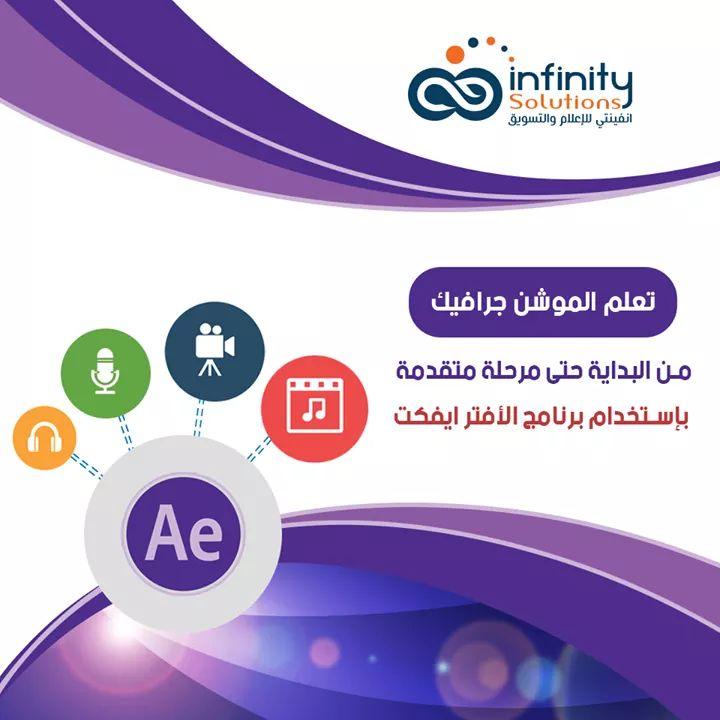 infinity
Solutions
انفينتي للإعلام والتسويق
تعلم الموشن جرافيك
من البداية حتى مرحلة متقدمة
بإستخدام برنامج الأفتر ايفكت
Ae